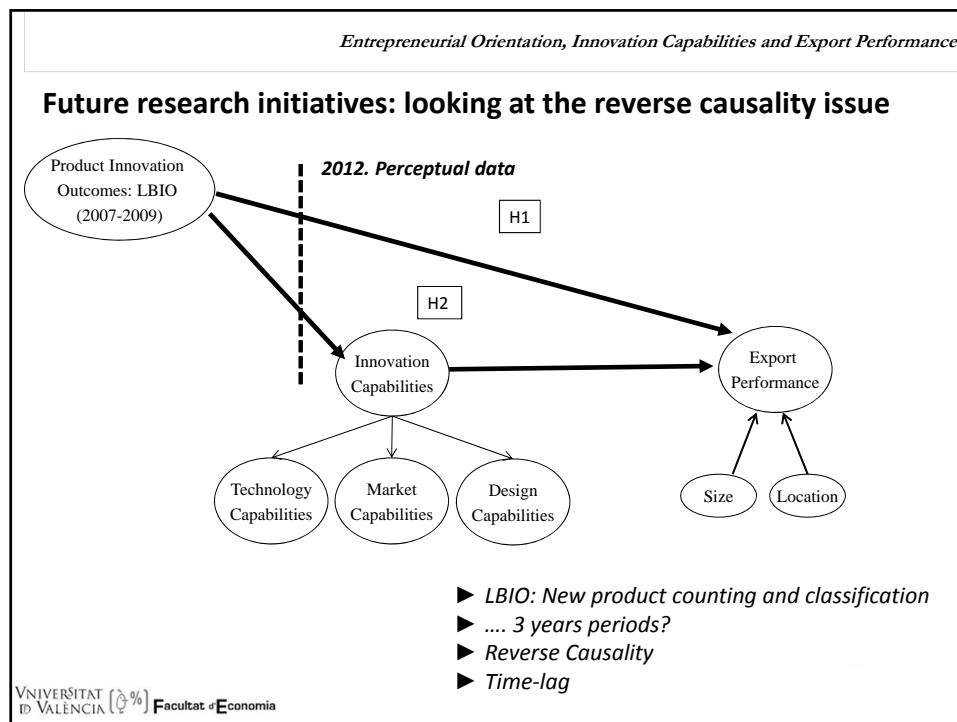 Entrepreneurial Orientation, Innovation Capabilities and Export Performance
Future research initiatives: looking at the reverse causality issue
Product Innovation
Outcomes: LBIO
(2007-2009)
2012. Perceptual data
H1
H2
Innovation
Capabilities
Export
Performance
Technology
Capabilities
Market
Capabilities
Design
Capabilities
Size
Location
► LBIO: New product counting and classification
► .... 3 years periods?
► Reverse Causality
► Time-lag
VNIVERSITAT
ID VALÈNCIA
Facultat d'Economia